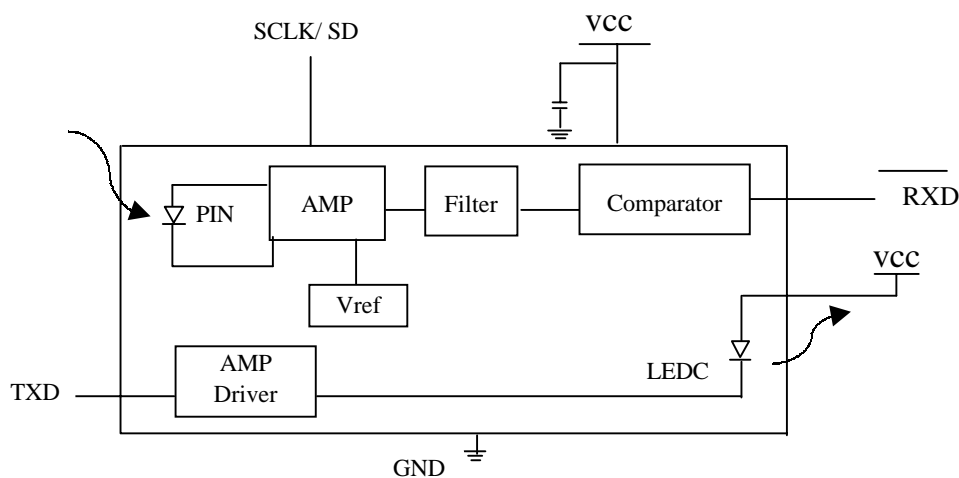 SCLK/ SD
vcc
PIN
AMP
Filter
Comparator
RXD
vcc
Vref
LEDC
AMP
Driver
TXD
GND